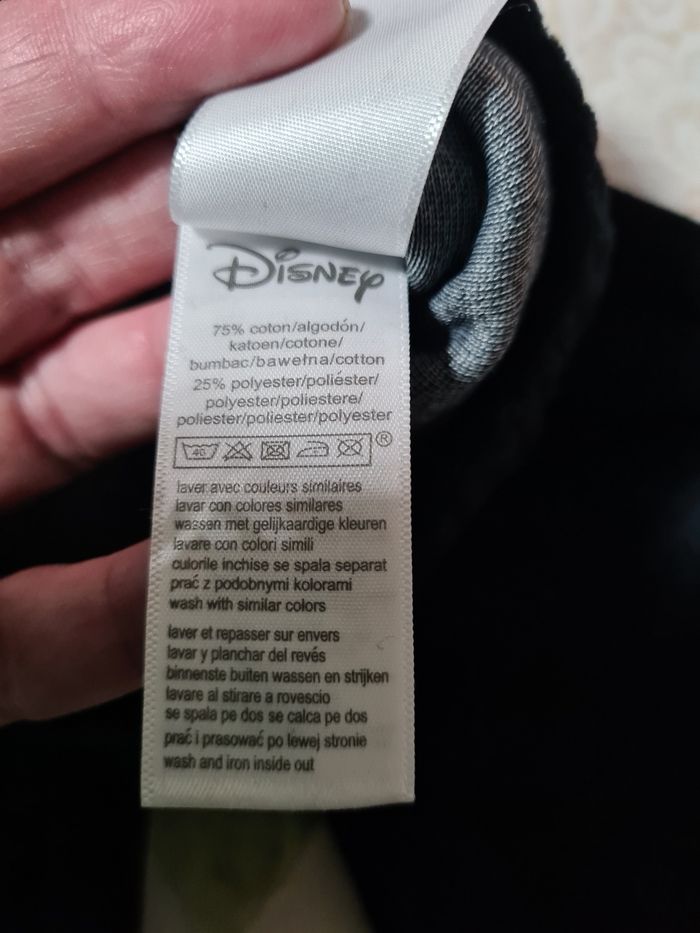 Disney
75% coton/algodón/
katoen/cotone/
bumbac/bawełna/cotton
25% polyester/poliéster/
polyester/poliestere/
poliester/poliester/polyester
40 ®
laver avec couleurs similaires
lavar con colores similares
wassen met gelijkaardige kleuren
lavare con colori simili
culorile inchise se spala separat
prać z podobnymi kolorami
wash with similar colors
laver et repasser sur envers
lavar y planchar del revés
binnenste buiten wassen en strijken
lavare al stirare a rovescio
se spala pe dos se calca pe dos
prać i prasować po lewej stronie
wash and iron inside out